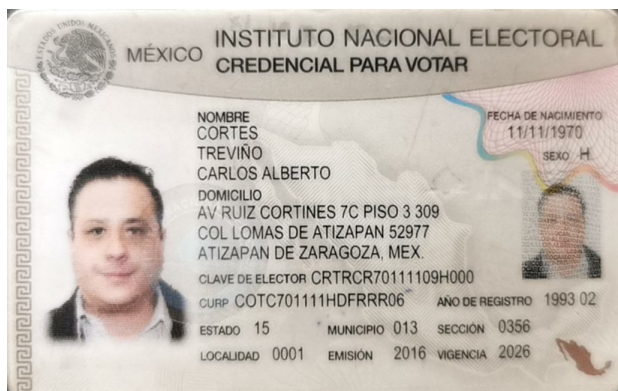 ESTADOS UNIDOS MEXICANOS
MÉXICO
INSTITUTO NACIONAL ELECTORAL
CREDENCIAL PARA VOTAR
NOMBRE
CORTES
TREVIÑO
CARLOS ALBERTO
FECHA DE NACIMIENTO
11/11/1970
SEXO H
DOMICILIO
AV RUIZ CORTINES 7C PISO 3 309
COL LOMAS DE ATIZAPAN 52977
ATIZAPAN DE ZARAGOZA, MEX.
CLAVE DE ELECTOR CRTRCR70111109H000
CURP COTC701111HDFRRR06 AÑO DE REGISTRO 1993 02
ESTADO 15 MUNICIPIO 013 SECCIÓN 0356
LOCALIDAD 0001 EMISIÓN 2016 VIGENCIA 2026